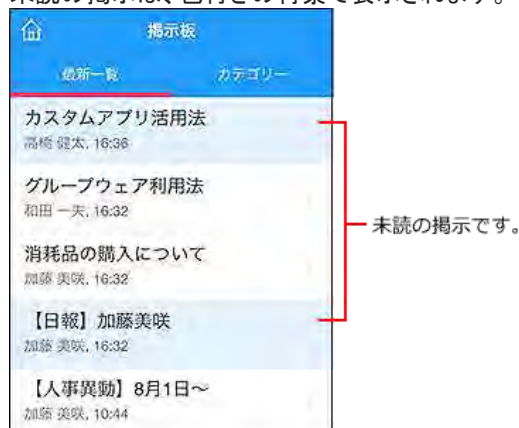 未読の掲示は、色付きの背景で表示されます。
掲示板
最新一覧 カテゴリー
カスタムアプリ活用法
高橋 健太, 16:36
グループウェア利用法
和田 一夫, 16:32
消耗品の購入について
加藤 美咲, 16:32
【日報】加藤美咲
加藤 美咲, 16:32
【人事異動】8月1日～
加藤 美咲, 10:44
未読の掲示です。